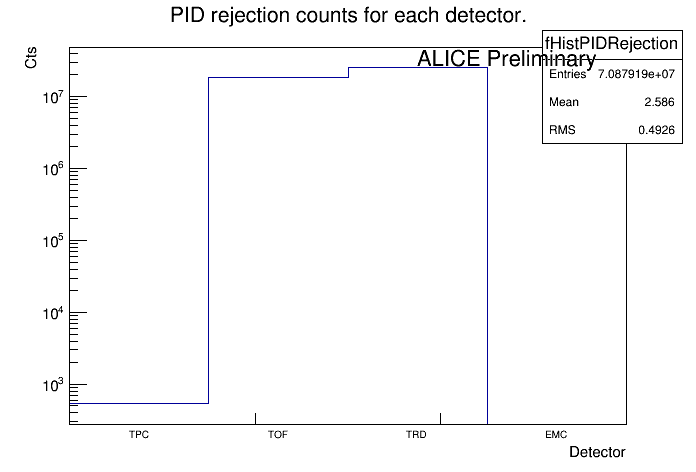 PID rejection counts for each detector.
Cts
ALICE Preliminary
fHistPIDRejection
Entries 7.087919e+07
Mean 2.586
RMS 0.4926
10^7
10^6
10^5
10^4
10^3
TPC TOF TRD EMC
Detector